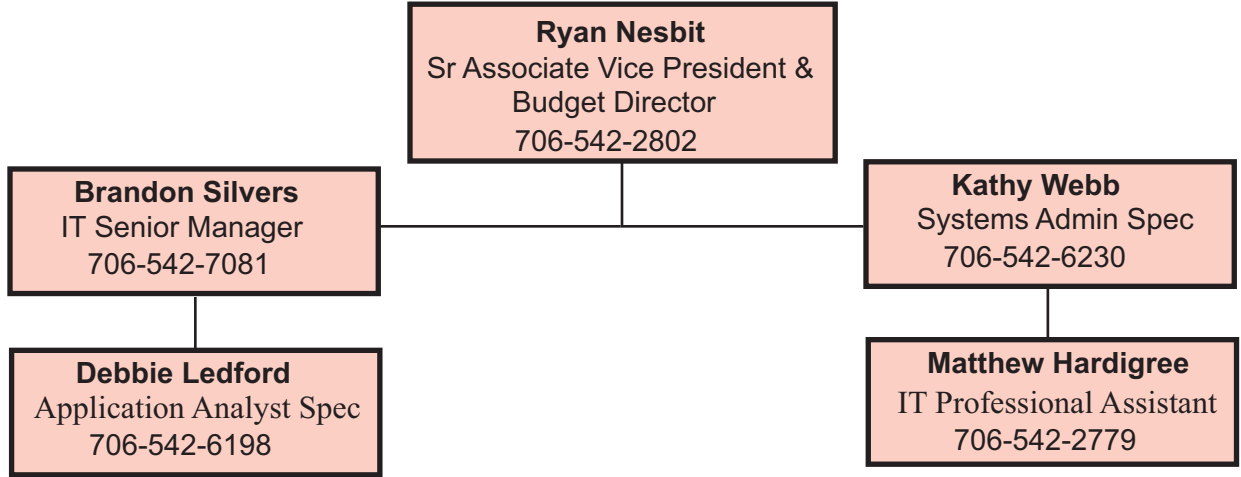 Ryan Nesbit
Sr Associate Vice President &
Budget Director
706-542-2802
Brandon Silvers
IT Senior Manager
706-542-7081
Kathy Webb
Systems Admin Spec
706-542-6230
Debbie Ledford
Application Analyst Spec
706-542-6198
Matthew Hardigree
IT Professional Assistant
706-542-2779